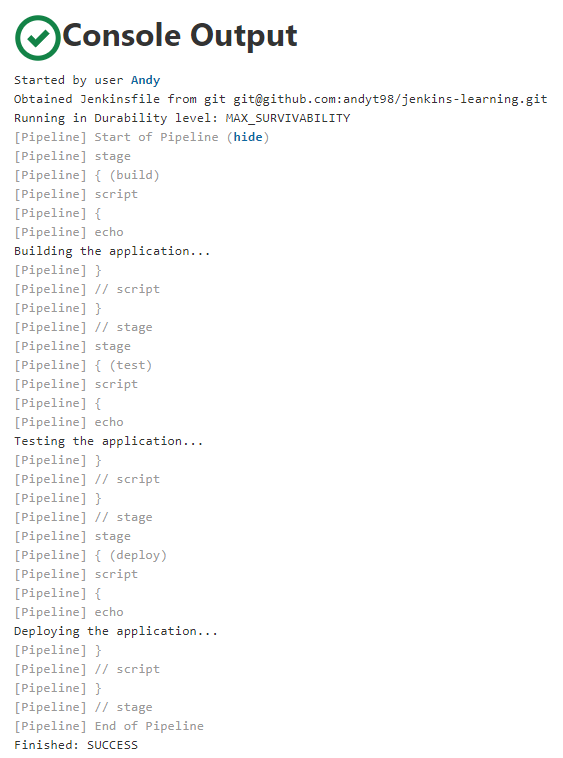 Console Output
Started by user Andy
Obtained Jenkinsfile from git git@github.com:andyt98/jenkins-learning.git
Running in Durability level: MAX_SURVIVABILITY
[Pipeline] Start of Pipeline (hide)
[Pipeline] stage
[Pipeline] { (build)
[Pipeline] script
[Pipeline] {
[Pipeline] echo
Building the application...
[Pipeline] }
[Pipeline] // script
[Pipeline] }
[Pipeline] // stage
[Pipeline] stage
[Pipeline] { (test)
[Pipeline] script
[Pipeline] {
[Pipeline] echo
Testing the application...
[Pipeline] }
[Pipeline] // script
[Pipeline] }
[Pipeline] // stage
[Pipeline] stage
[Pipeline] { (deploy)
[Pipeline] script
[Pipeline] {
[Pipeline] echo
Deploying the application...
[Pipeline] }
[Pipeline] // script
[Pipeline] }
[Pipeline] // stage
[Pipeline] End of Pipeline
Finished: SUCCESS